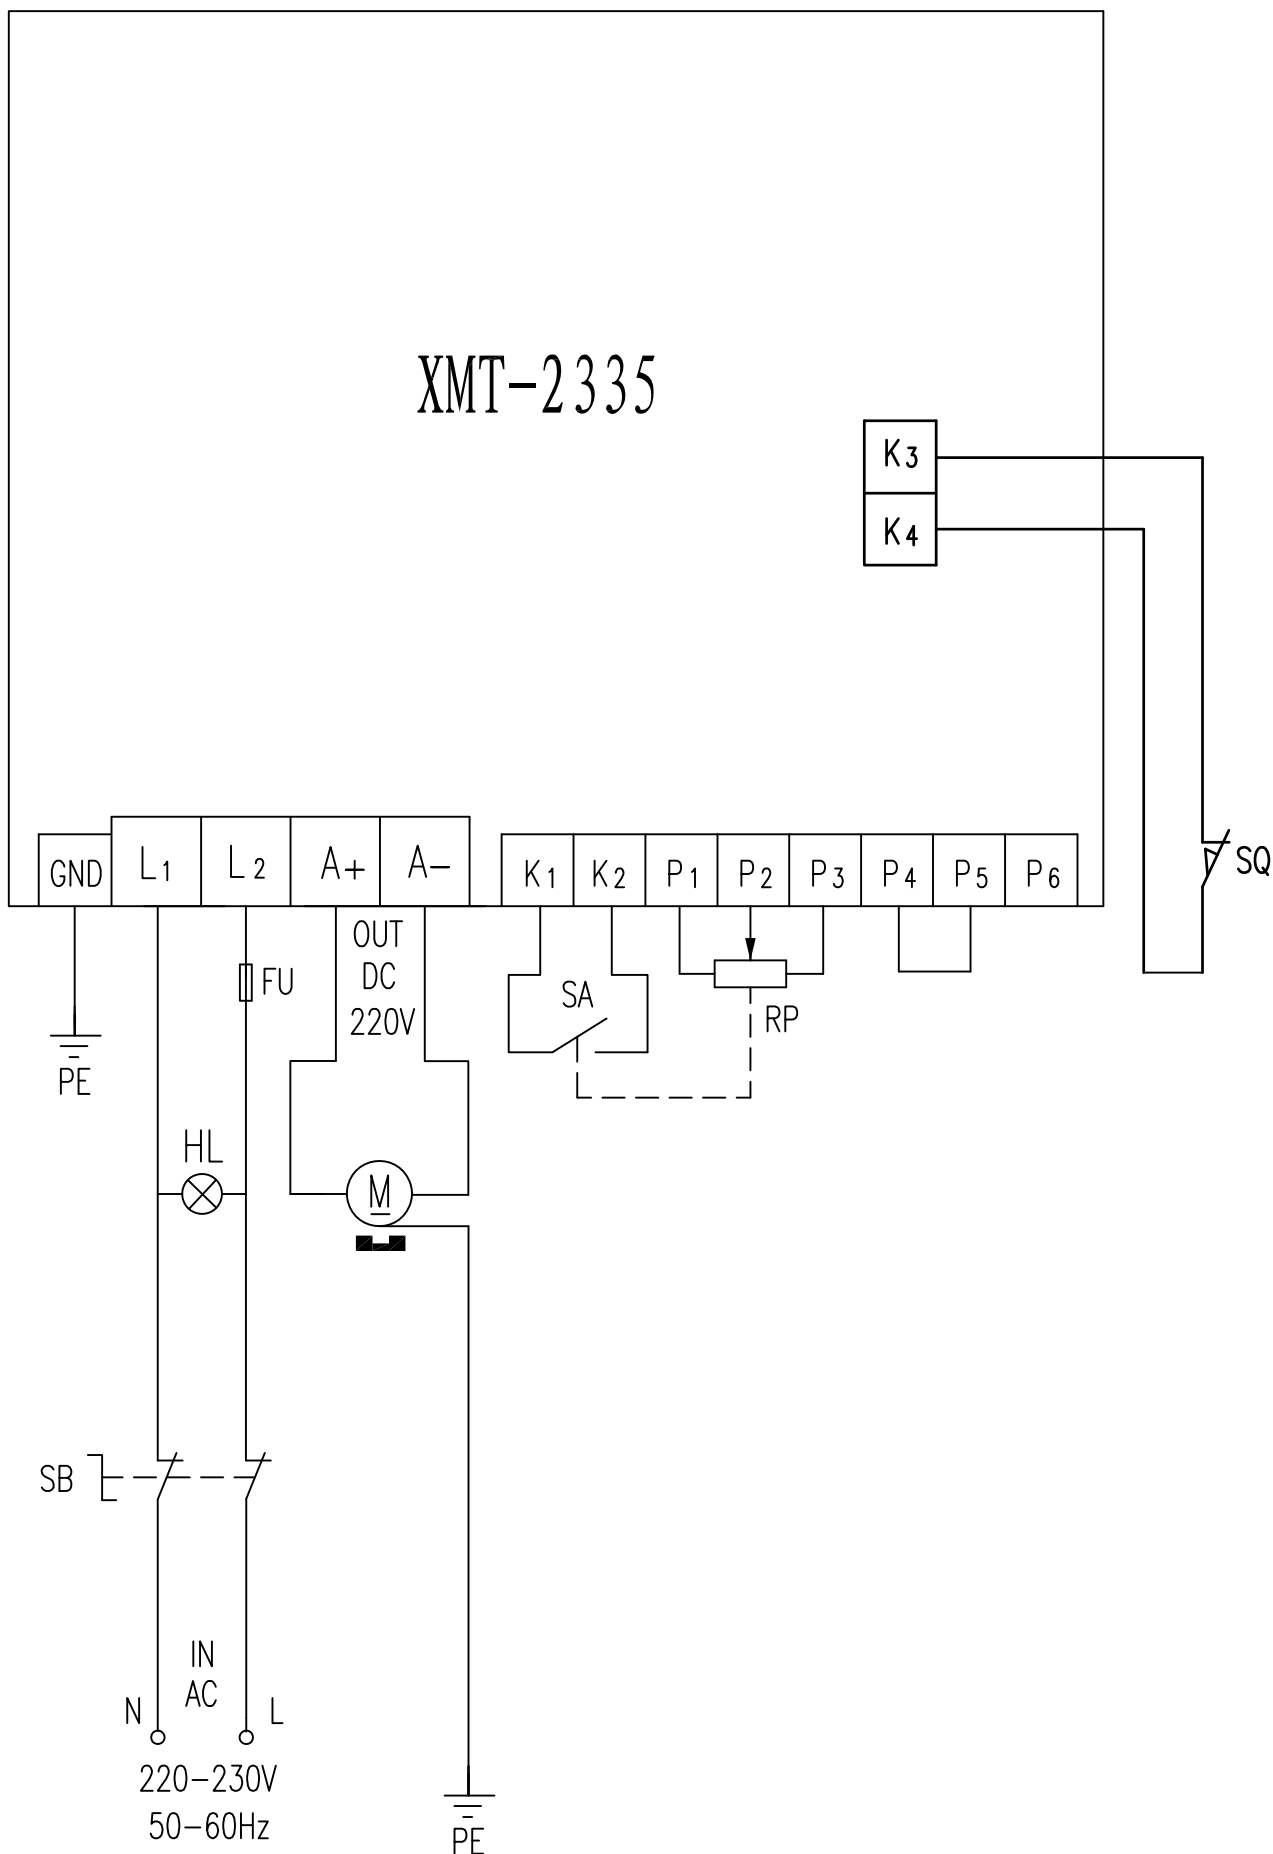 XMT-2335
K3
K4
GND L1 L2 A+ A- K1 K2 P1 P2 P3 P4 P5 P6
SQ
OUT
DC
220V
FU
SA
RP
PE
HL
M
SB
IN
AC
N L
220-230V
50-60Hz
PE